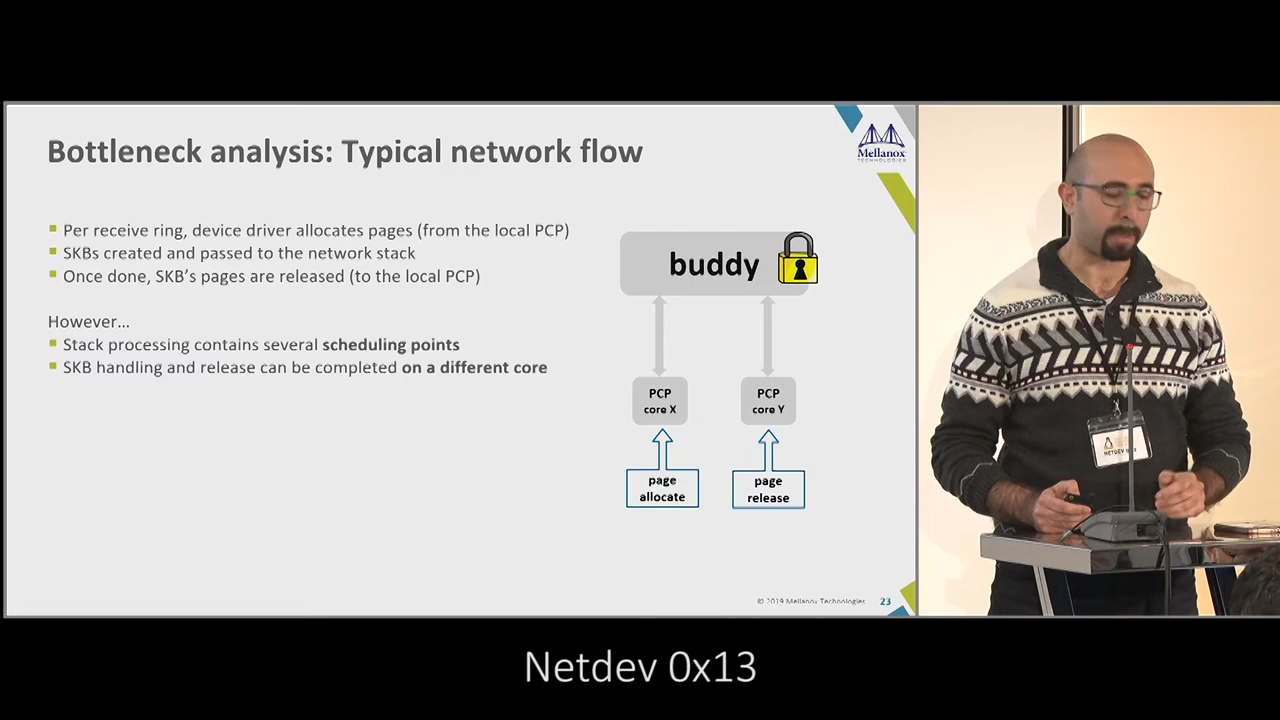 Bottleneck analysis: Typical network flow
Mellanox
TECHNOLOGIES
Per receive ring, device driver allocates pages (from the local PCP)
SKBs created and passed to the network stack
Once done, SKB's pages are released (to the local PCP)
However…
Stack processing contains several scheduling points
SKB handling and release can be completed on a different core
buddy
PCP
core X
PCP
core Y
page
allocate
page
release
© 2019 Mellanox Technologies
23
NETDEV
Netdev 0x13